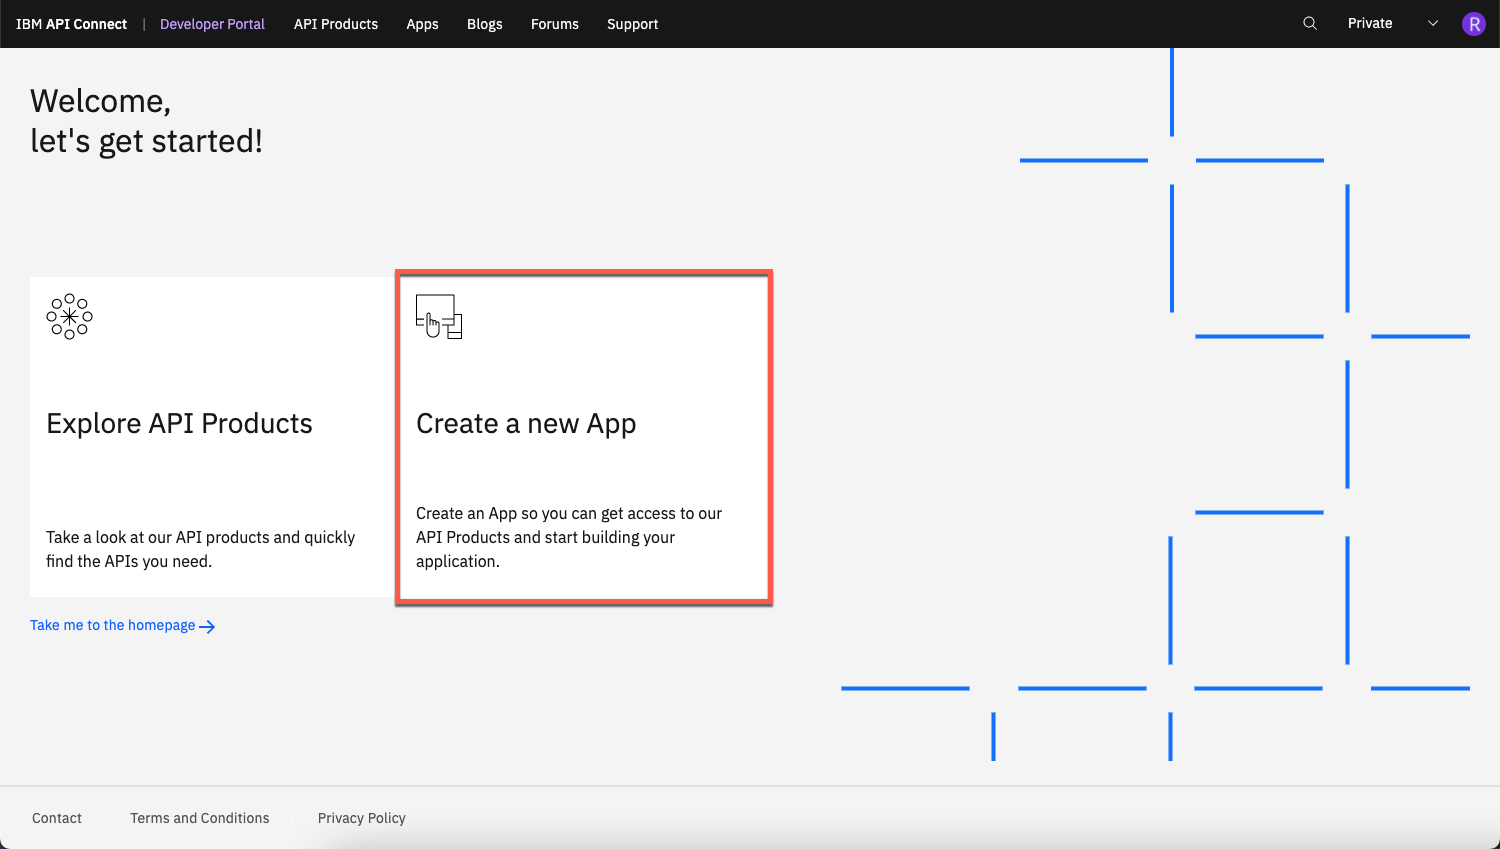 IBM API Connect | Developer Portal API Products Apps Blogs Forums Support Private R
Welcome,
let's get started!
Explore API Products
Take a look at our API products and quickly
find the APIs you need.
Create a new App
Create an App so you can get access to our
API Products and start building your
application.
Take me to the homepage
Contact Terms and Conditions Privacy Policy